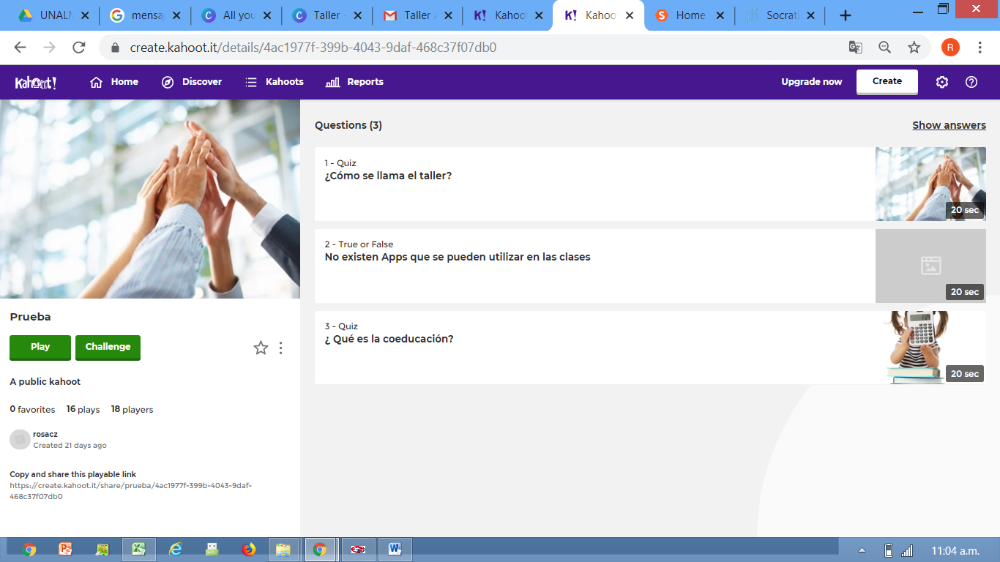 UNALM
mensa
All you
Taller
Taller
Kahoo
Kahoo
Home
Socrat
create.kahoot.it/details/4ac1977f-399b-4043-9daf-468c37f07db0
R
Kahoot!
Home
Discover
Kahoots
Reports
Upgrade now
Create
Questions (3)
Show answers
1 - Quiz
¿Cómo se llama el taller?
20 sec
2 - True or False
No existen Apps que se pueden utilizar en las clases
20 sec
3 - Quiz
¿ Qué es la coeducación?
20 sec
Prueba
Play
Challenge
A public kahoot
0 favorites 16 plays 18 players
rosacz
Created 21 days ago
Copy and share this playable link
https://create.kahoot.it/share/prueba/4ac1977f-399b-4043-9daf-
468c37f07db0
11:04 a.m.